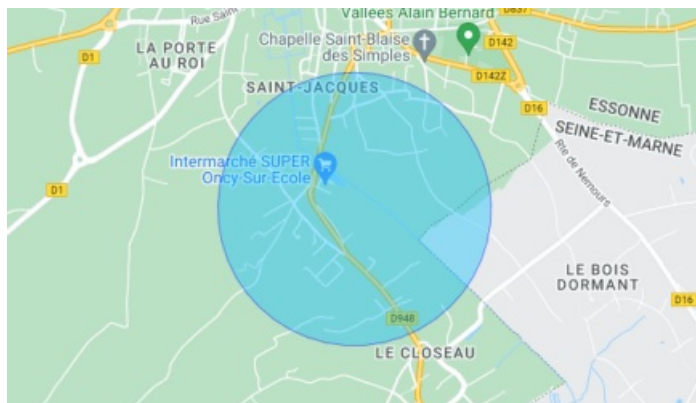 Vallées Alain Bernard
D837
Rue Saint
D142
Chapelle Saint-Blaise
des Simples
LA PORTE
AU ROI
D1
D142Z
SAINT-JACQUES
D16
ESSONNE
SEINE-ET-MARNE
Rte de Nemours
Intermarché SUPER
Oncy-Sur-Ecole
D1
LE BOIS
DORMANT
D16
D948
LE CLOSEAU